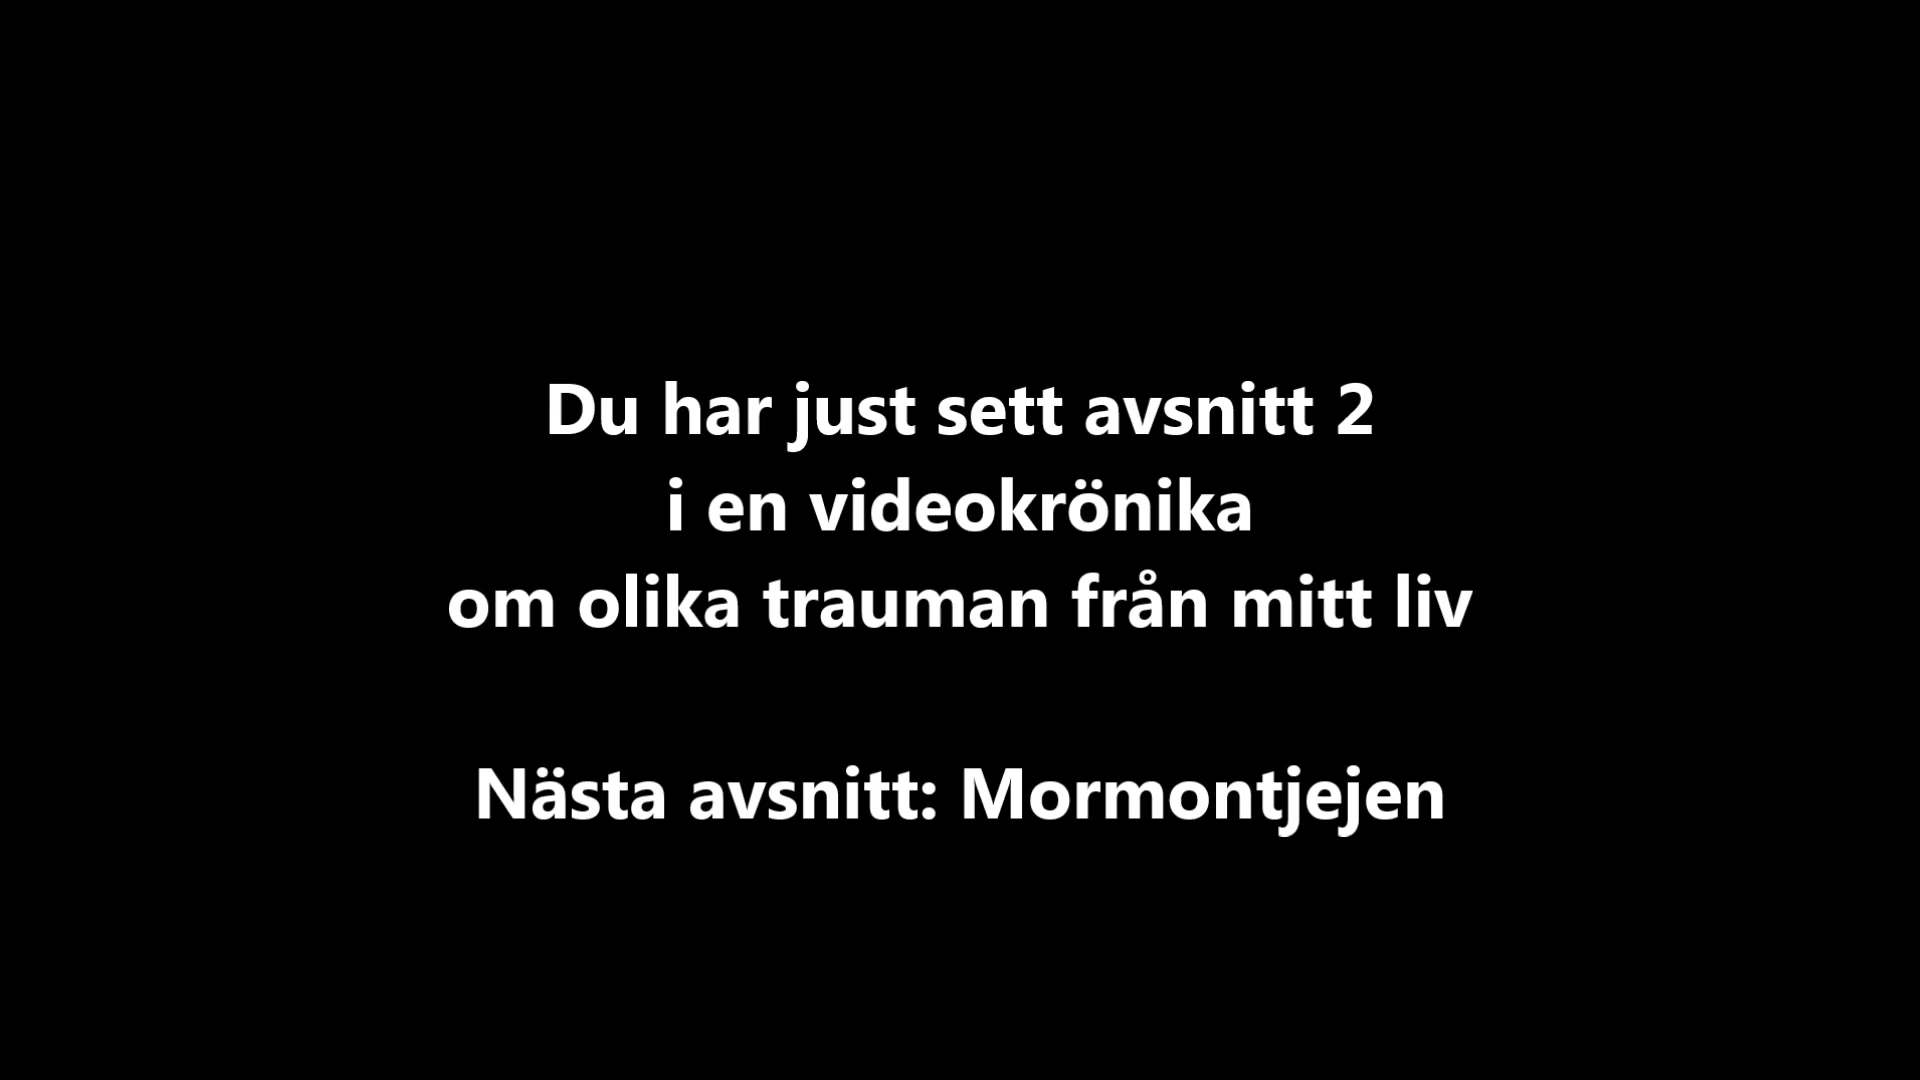 Du har just sett avsnitt 2
i en videokrönika
om olika trauman från mitt liv
Nästa avsnitt: Mormontjejen